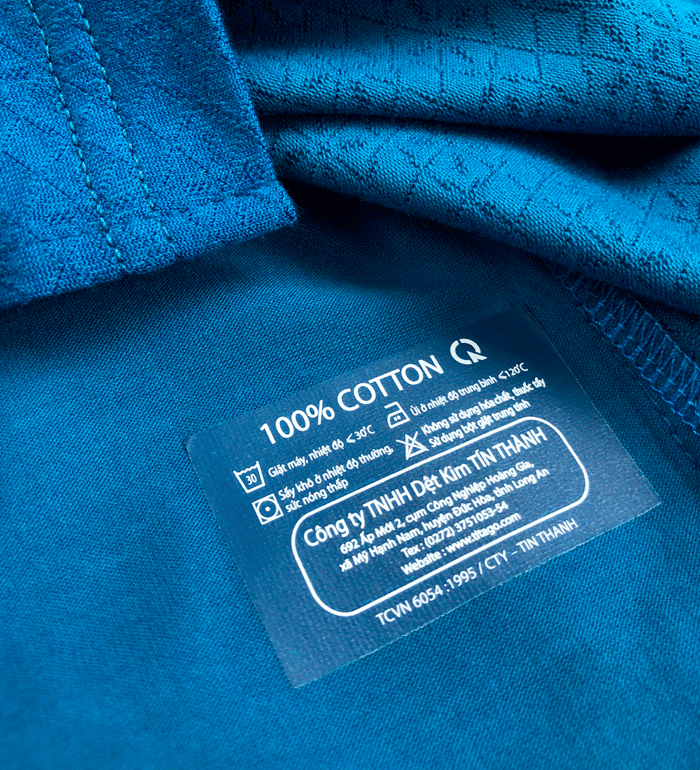 100% COTTON
30 Giặt máy, nhiệt độ ⩽ 30°C
Ủi ở nhiệt độ trung bình ⩽ 120°C
Sấy khô ở nhiệt độ thường,
sức nóng thấp
Không sử dụng hóa chất, thuốc tẩy
Sử dụng bột giặt trung tính
Công ty TNHH Dệt Kim TÍN THÀNH
692 Ấp Mới 2, cụm Công Nghiệp Hoàng Gia,
xã Mỹ Hạnh Nam, huyện Đức Hòa, tỉnh Long An
Tex : (0272) 3751053-54
Website : www.titago.com
TCVN 6054 :1995 / CTY – TIN THANH